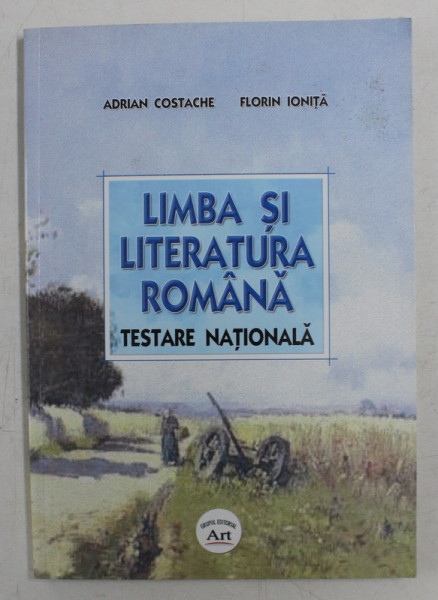 ADRIAN COSTACHE FLORIN IONIȚĂ
LIMBA ȘI
LITERATURA
ROMÂNĂ
TESTARE NAȚIONALĂ
GRUPUL EDITORIAL
Art